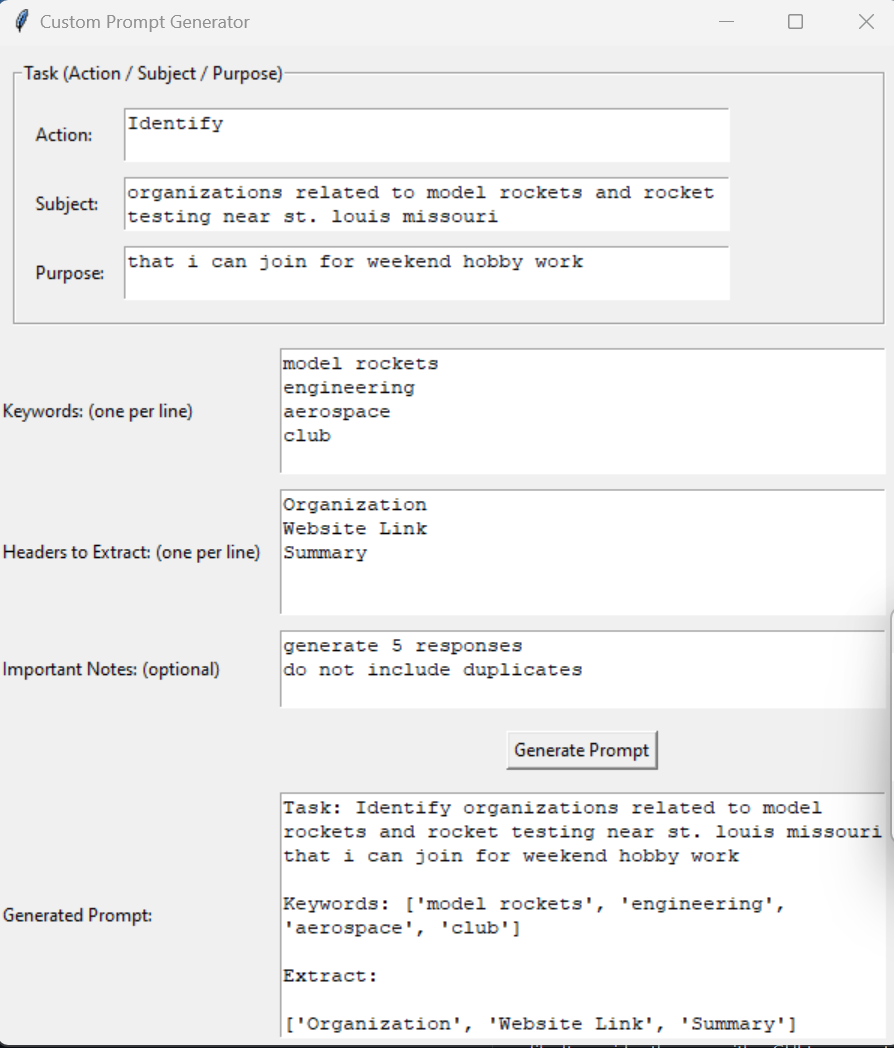 Custom Prompt Generator
Task (Action / Subject / Purpose)
Action:
Identify
Subject:
organizations related to model rockets and rocket
testing near st. louis missouri
Purpose:
that i can join for weekend hobby work
Keywords: (one per line)
model rockets
engineering
aerospace
club
Headers to Extract: (one per line)
Organization
Website Link
Summary
Important Notes: (optional)
generate 5 responses
do not include duplicates
Generate Prompt
Generated Prompt:
Task: Identify organizations related to model
rockets and rocket testing near st. louis missouri
that i can join for weekend hobby work
Keywords: ['model rockets', 'engineering',
'aerospace', 'club']
Extract:
['Organization', 'Website Link', 'Summary']